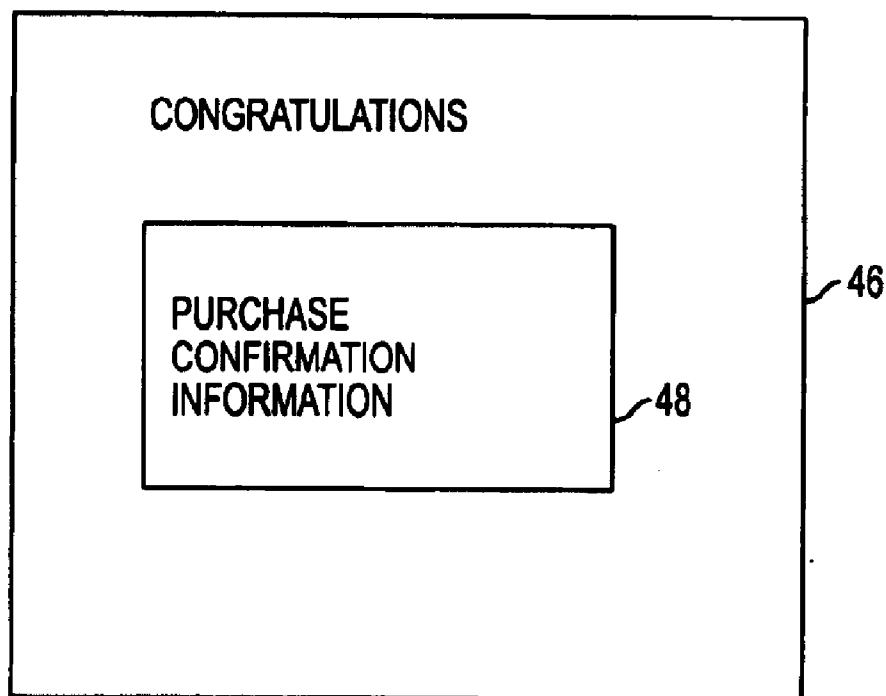 CONGRATULATIONS
PURCHASE
CONFIRMATION
INFORMATION
46
48